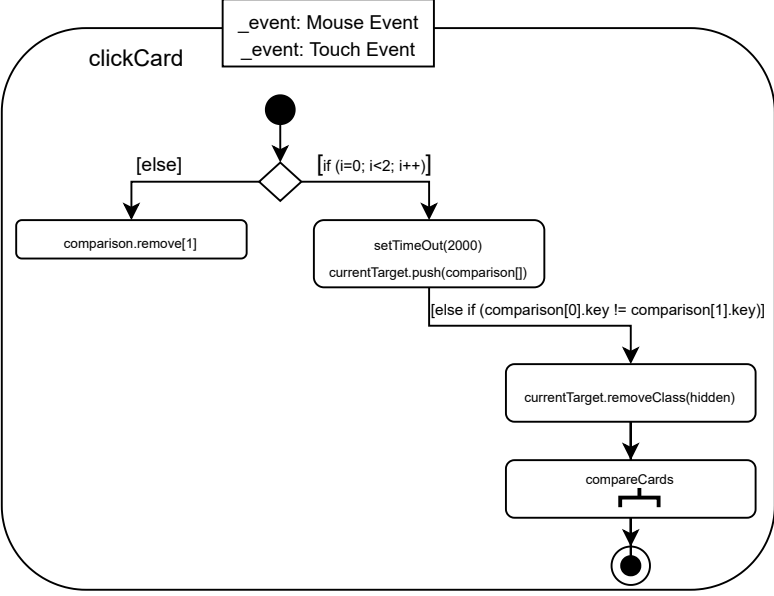 _event: Mouse Event
_event: Touch Event
clickCard
[else]
[if (i=0; i<2; i++)]
comparison.remove[1]
setTimeOut(2000)
currentTarget.push(comparison[])
[else if (comparison[0].key != comparison[1].key)]
currentTarget.removeClass(hidden)
compareCards